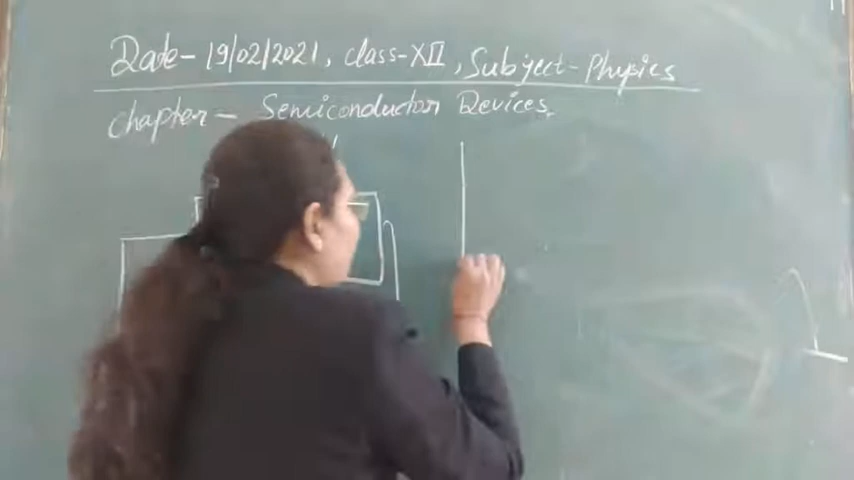 Date- 19/02/2021, Class-XII, Subject- Physics
Chapter- Semiconductor Devices